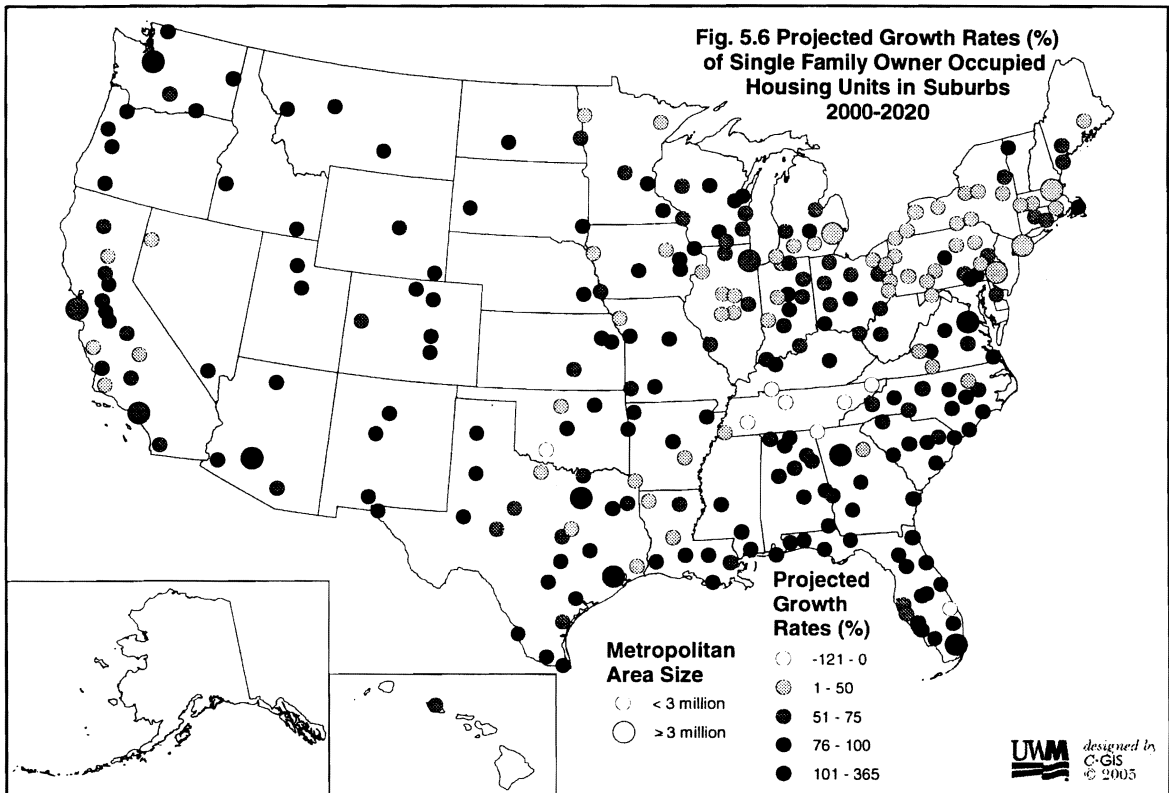 Fig. 5.6 Projected Growth Rates (%)
of Single Family Owner Occupied
Housing Units in Suburbs
2000-2020
Metropolitan
Area Size
< 3 million
≥ 3 million
Projected
Growth
Rates (%)
-121 - 0
1 - 50
51 - 75
76 - 100
101 - 365
UWM
designed by
C·GIS
© 2005